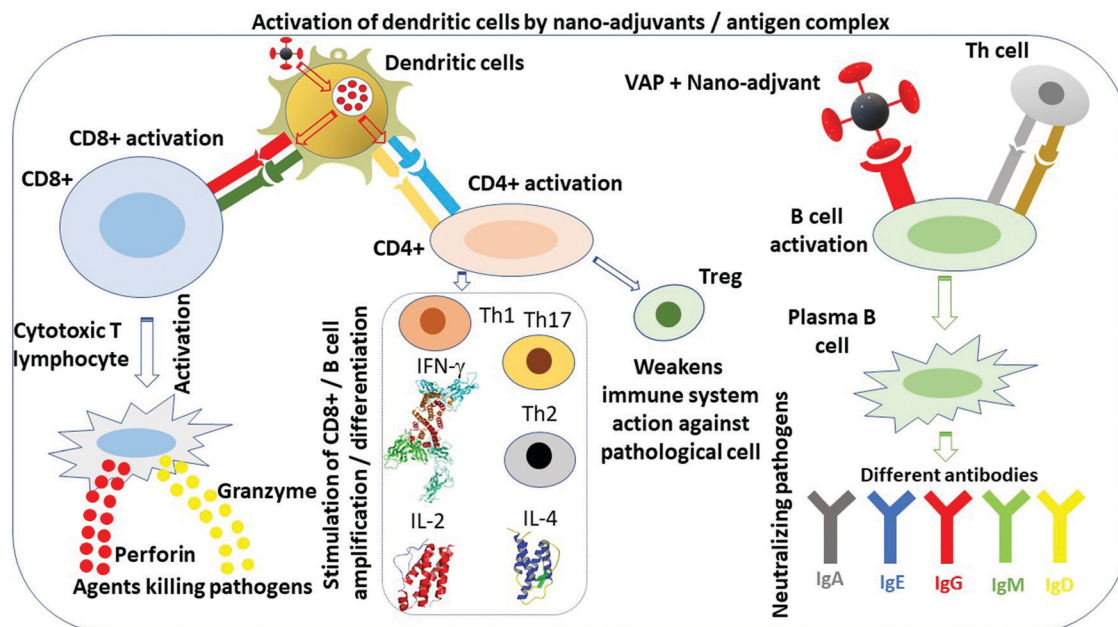 Activation of dendritic cells by nano-adjuvants / antigen complex
Dendritic cells
CD8+ activation
CD8+
CD4+ activation
CD4+
Cytotoxic T
lymphocyte
Activation
Granzyme
Perforin
Agents killing pathogens
Stimulation of CD8+ / B cell
amplification/ differentiation
Th1
Th17
IFN-γ
Th2
IL-2
IL-4
Treg
Weakens
immune system
action against
pathological cell
VAP + Nano-adjvant
Th cell
B cell
activation
Plasma B
cell
Neutralizing pathogens
Different antibodies
IgA
IgE
IgG
IgM
IgD